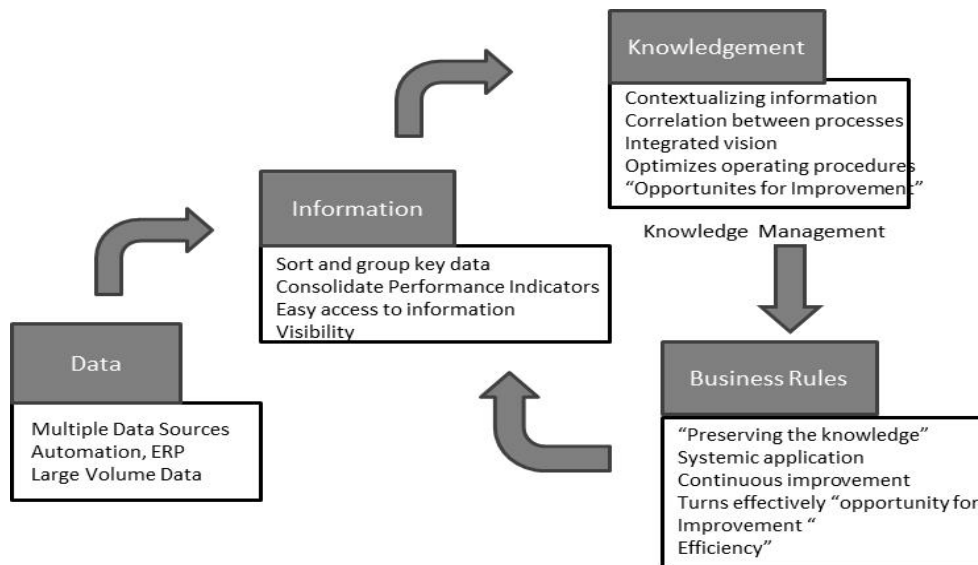 Knowledgement
Contextualizing information
Correlation between processes
Integrated vision
Optimizes operating procedures
“Opportunites for Improvement”
Information
Sort and group key data
Consolidate Performance Indicators
Easy access to information
Visibility
Knowledge Management
Data
Multiple Data Sources
Automation, ERP
Large Volume Data
Business Rules
“Preserving the knowledge”
Systemic application
Continuous improvement
Turns effectively “opportunity for
Improvement “
Efficiency”